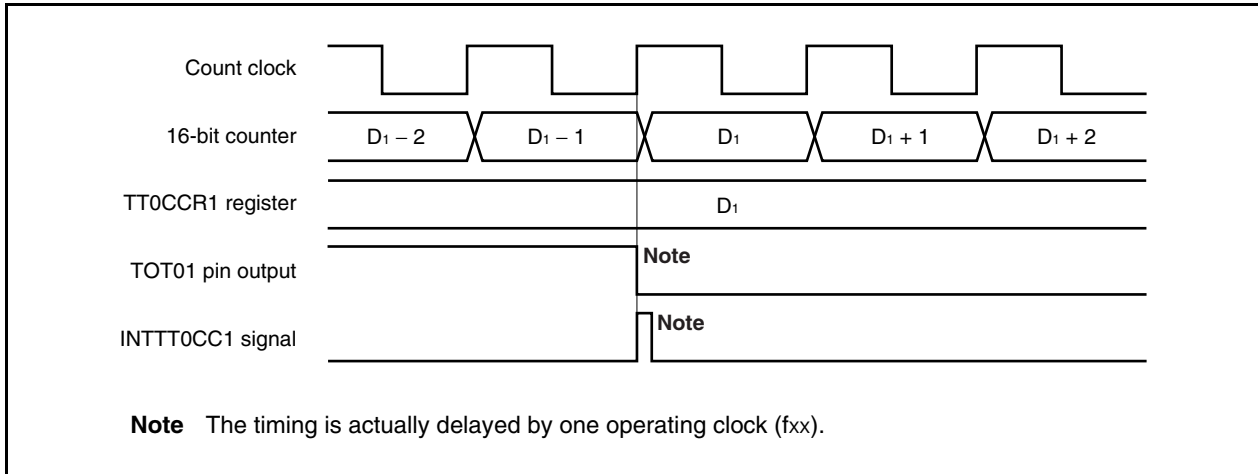 Count clock
16-bit counter D1 − 2 D1 − 1 D1 D1 + 1 D1 + 2
TT0CCR1 register D1
TOT01 pin output Note
INTTT0CC1 signal Note
Note The timing is actually delayed by one operating clock (fxx).